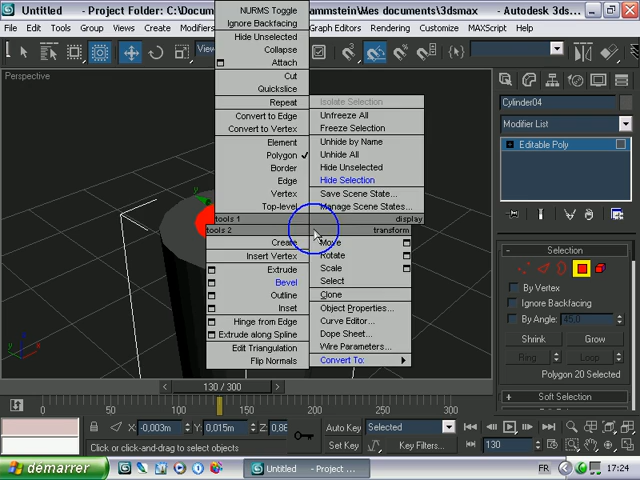 Untitled - Project Folder: C:\Docum
ammstein\Mes documents\3dsmax - Autodesk 3ds
File
Edit
Graph Editors
Rendering
Customize
MAXScript
Help
View
Perspective
NURMS Toggle
Ignore Backfacing
Hide Unselected
Collapse
Attach
Cut
Quickslice
Repeat
Convert to Edge
Convert to Vertex
Element
Polygon
Border
Edge
Vertex
Top-level
tools 1
Isolate Selection
Unfreeze All
Freeze Selection
Unhide by Name
Unhide All
Hide Unselected
Hide Selection
Save Scene State...
Manage Scene States...
display
tools 2
Create
Insert Vertex
Extrude
Bevel
Outline
Inset
Hinge from Edge
Extrude along Spline
Edit Triangulation
Flip Normals
transform
Move
Rotate
Scale
Select
Clone
Object Properties...
Curve Editor...
Dope Sheet...
Wire Parameters...
Convert To:
Cylinder04
Modifier List
Editable Poly
Selection
By Vertex
Ignore Backfacing
By Angle: 45,0
Shrink
Grow
Ring
Loop
Polygon 20 Selected
Soft Selection
z
x
y
130 / 300
0
50
100
150
200
250
300
X: -0,003m
Y: 0,015m
Z: 0,86
Auto Key
Selected
Set Key
Key Filters...
130
Click or click-and-drag to select objects
démarrer
Untitled - Project ...
FR
17:24